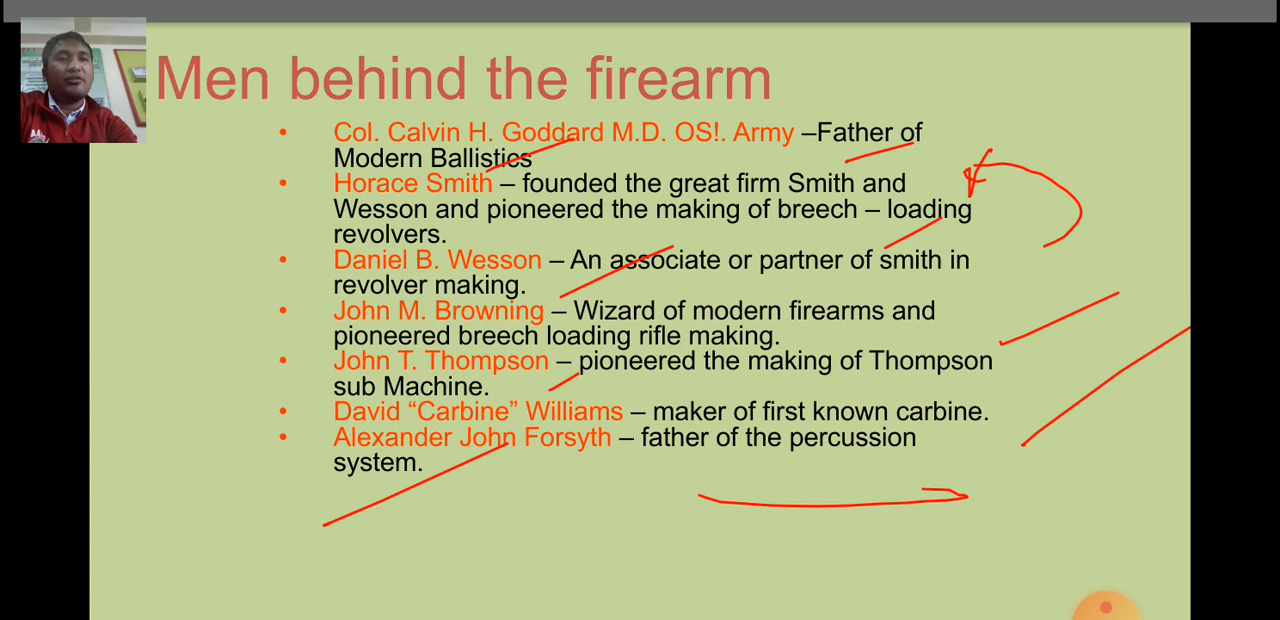 Men behind the firearm
• Col. Calvin H. Goddard M.D. OS!. Army –Father of
Modern Ballistics
• Horace Smith – founded the great firm Smith and
Wesson and pioneered the making of breech – loading
revolvers.
• Daniel B. Wesson – An associate or partner of smith in
revolver making.
• John M. Browning – Wizard of modern firearms and
pioneered breech loading rifle making.
• John T. Thompson – pioneered the making of Thompson
sub Machine.
• David “Carbine” Williams – maker of first known carbine.
• Alexander John Forsyth – father of the percussion
system.